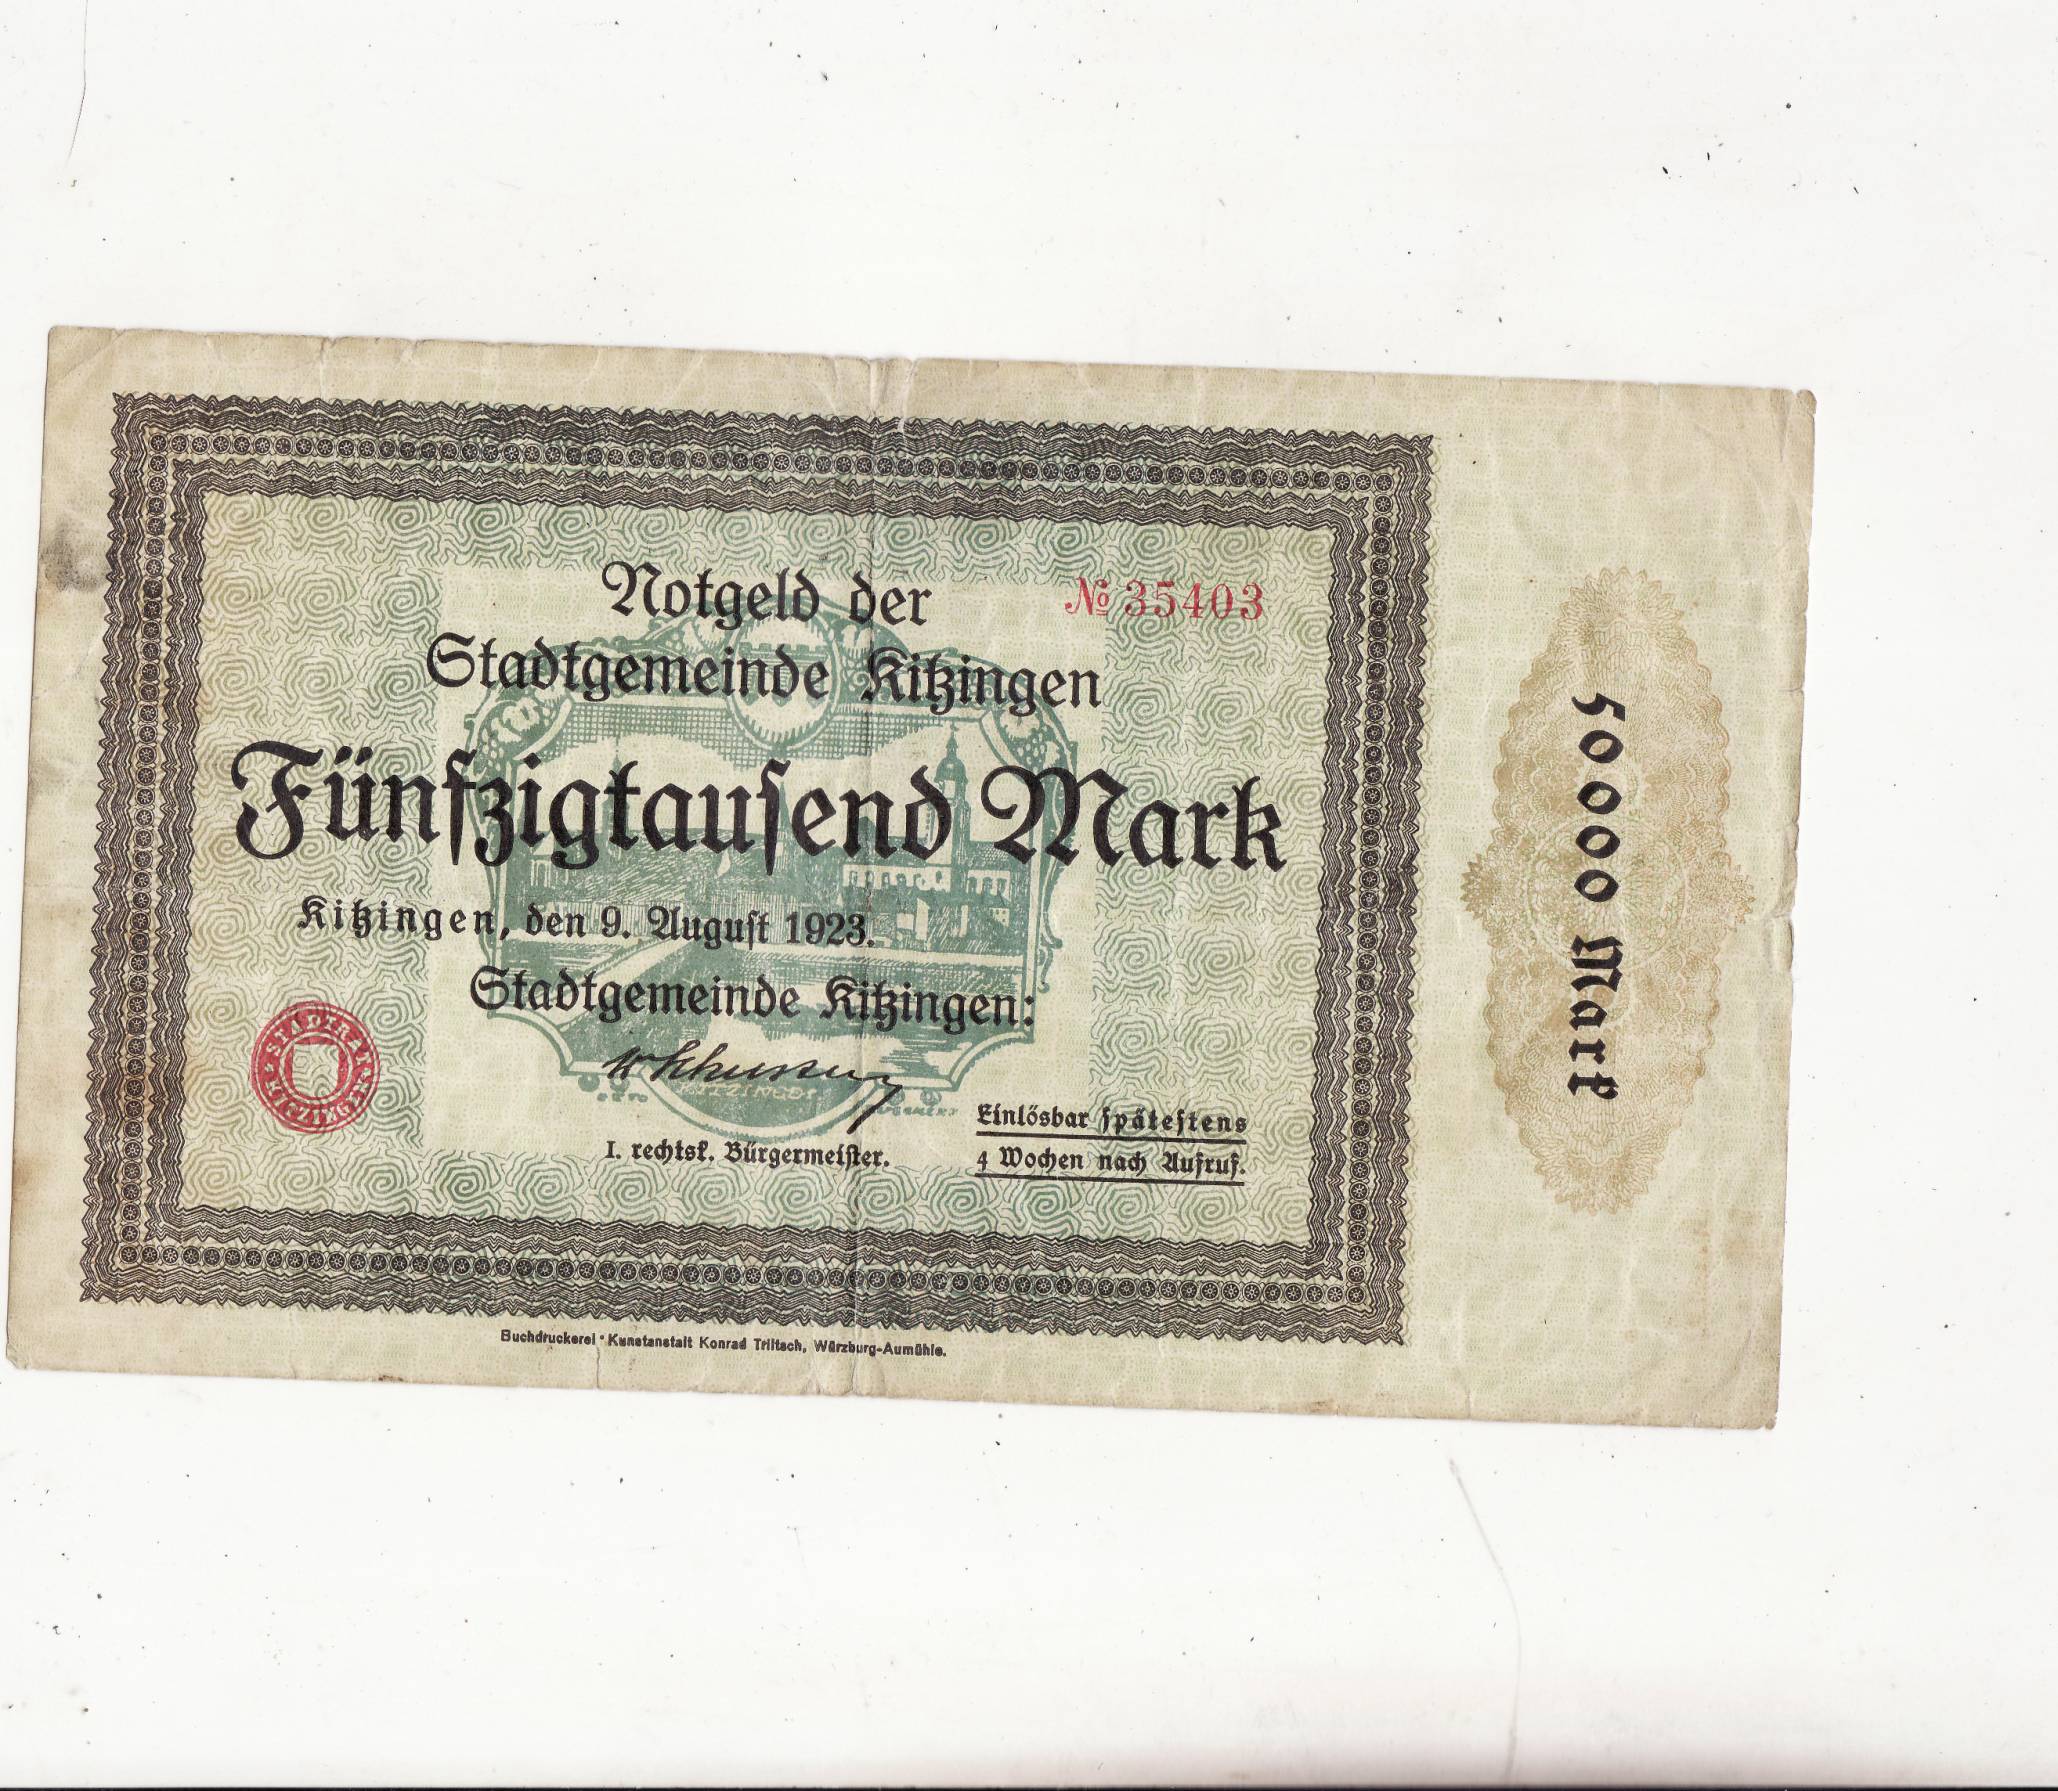 Notgeld der
№ 35403
Stadtgemeinde Kitzingen
Fünfzigtausend Mark
Kitzingen, den 9. August 1923.
Stadtgemeinde Kitzingen:
I. rechtsk. Bürgermeister.
Einlösbar spätestens
4 Wochen nach Aufruf.
Buchdruckerei * Kunstanstalt Konrad Triltsch, Würzburg-Aumühle.
50000 Mark